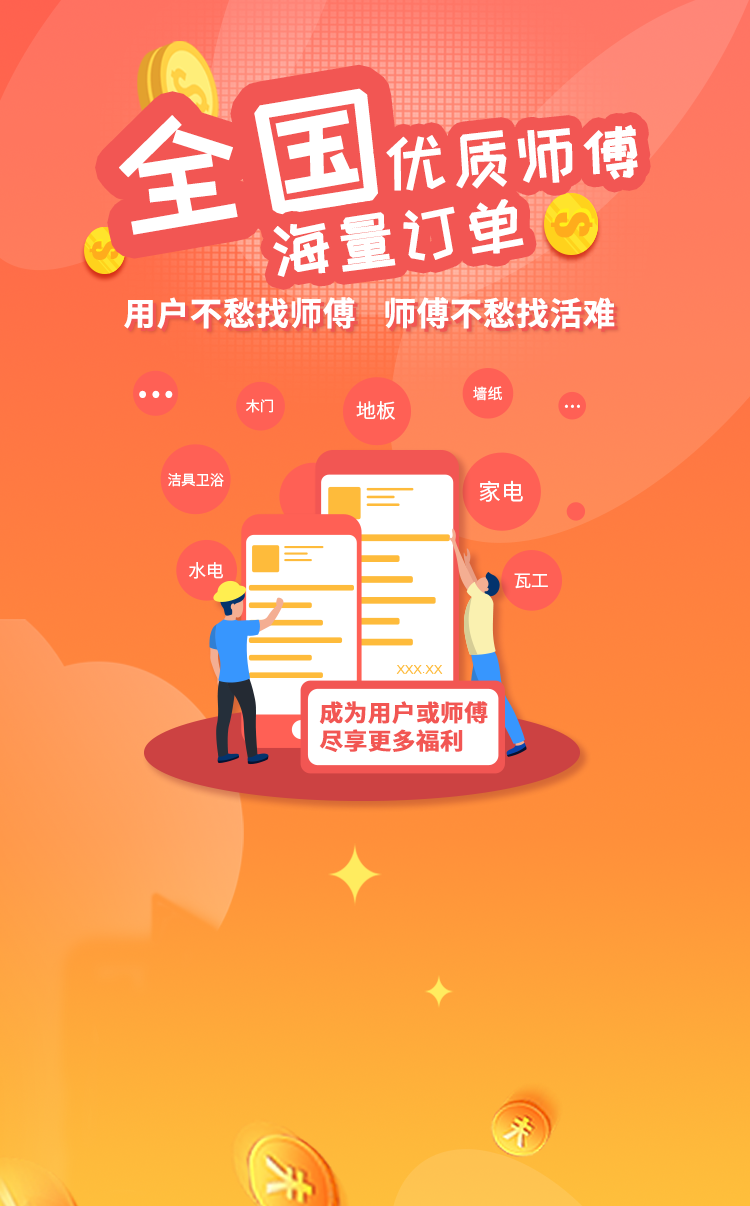 全国优质师傅
海量订单
用户不愁找师傅 师傅不愁找活难
木门
地板
墙纸
洁具卫浴
家电
水电
瓦工
XXX.XX
成为用户或师傅
尽享更多福利